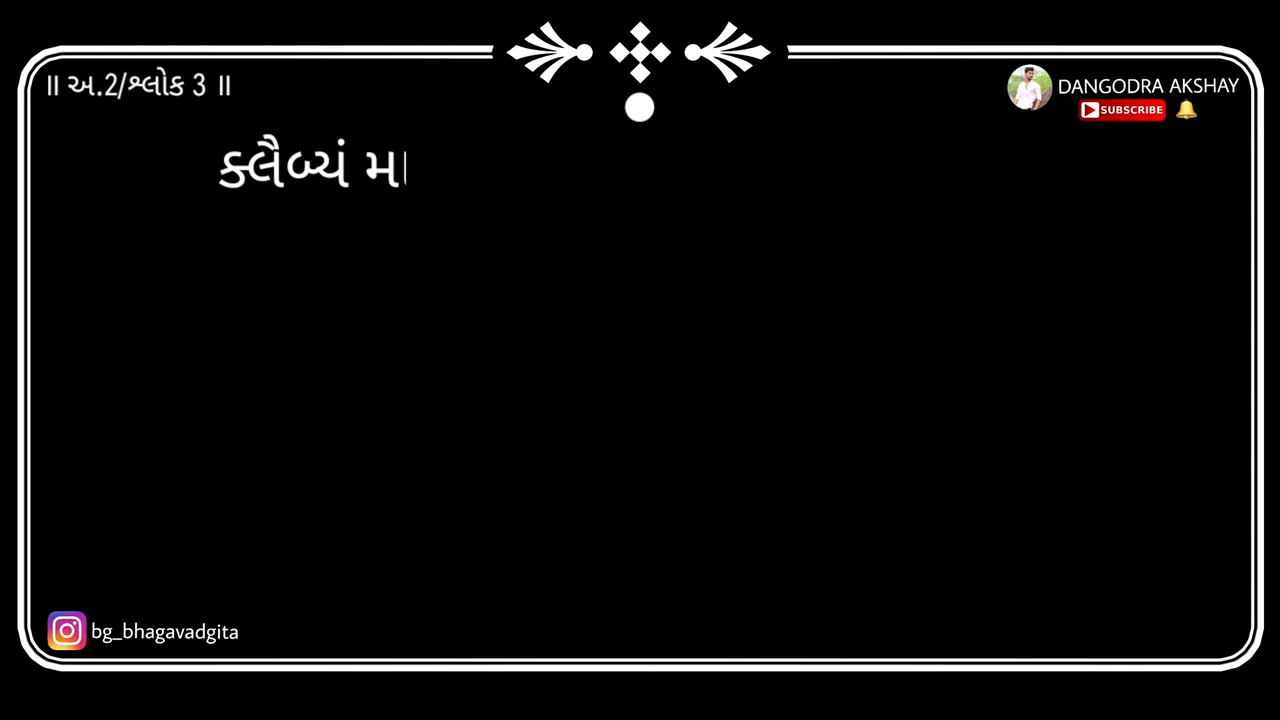 ॥ અ.2/શ્લોક 3 ॥
DANGODRA AKSHAY
SUBSCRIBE
ક્લૈબ્યં મા
bg_bhagavadgita